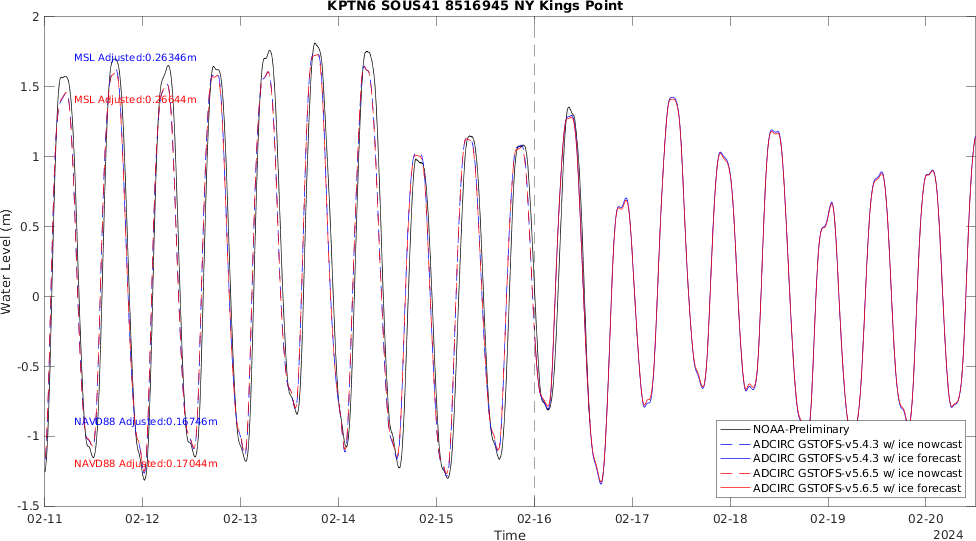 KPTN6 SOUS41 8516945 NY Kings Point
2
1.5
1
0.5
0
-0.5
-1
-1.5
Water Level (m)
MSL Adjusted:0.26346m
MSL Adjusted:0.26644m
NAVD88 Adjusted:0.16746m
NAVD88 Adjusted:0.17044m
NOAA-Preliminary
ADCIRC GSTOFS-v5.4.3 w/ ice nowcast
ADCIRC GSTOFS-v5.4.3 w/ ice forecast
ADCIRC GSTOFS-v5.6.5 w/ ice nowcast
ADCIRC GSTOFS-v5.6.5 w/ ice forecast
02-11 02-12 02-13 02-14 02-15 02-16 02-17 02-18 02-19 02-20
Time
2024